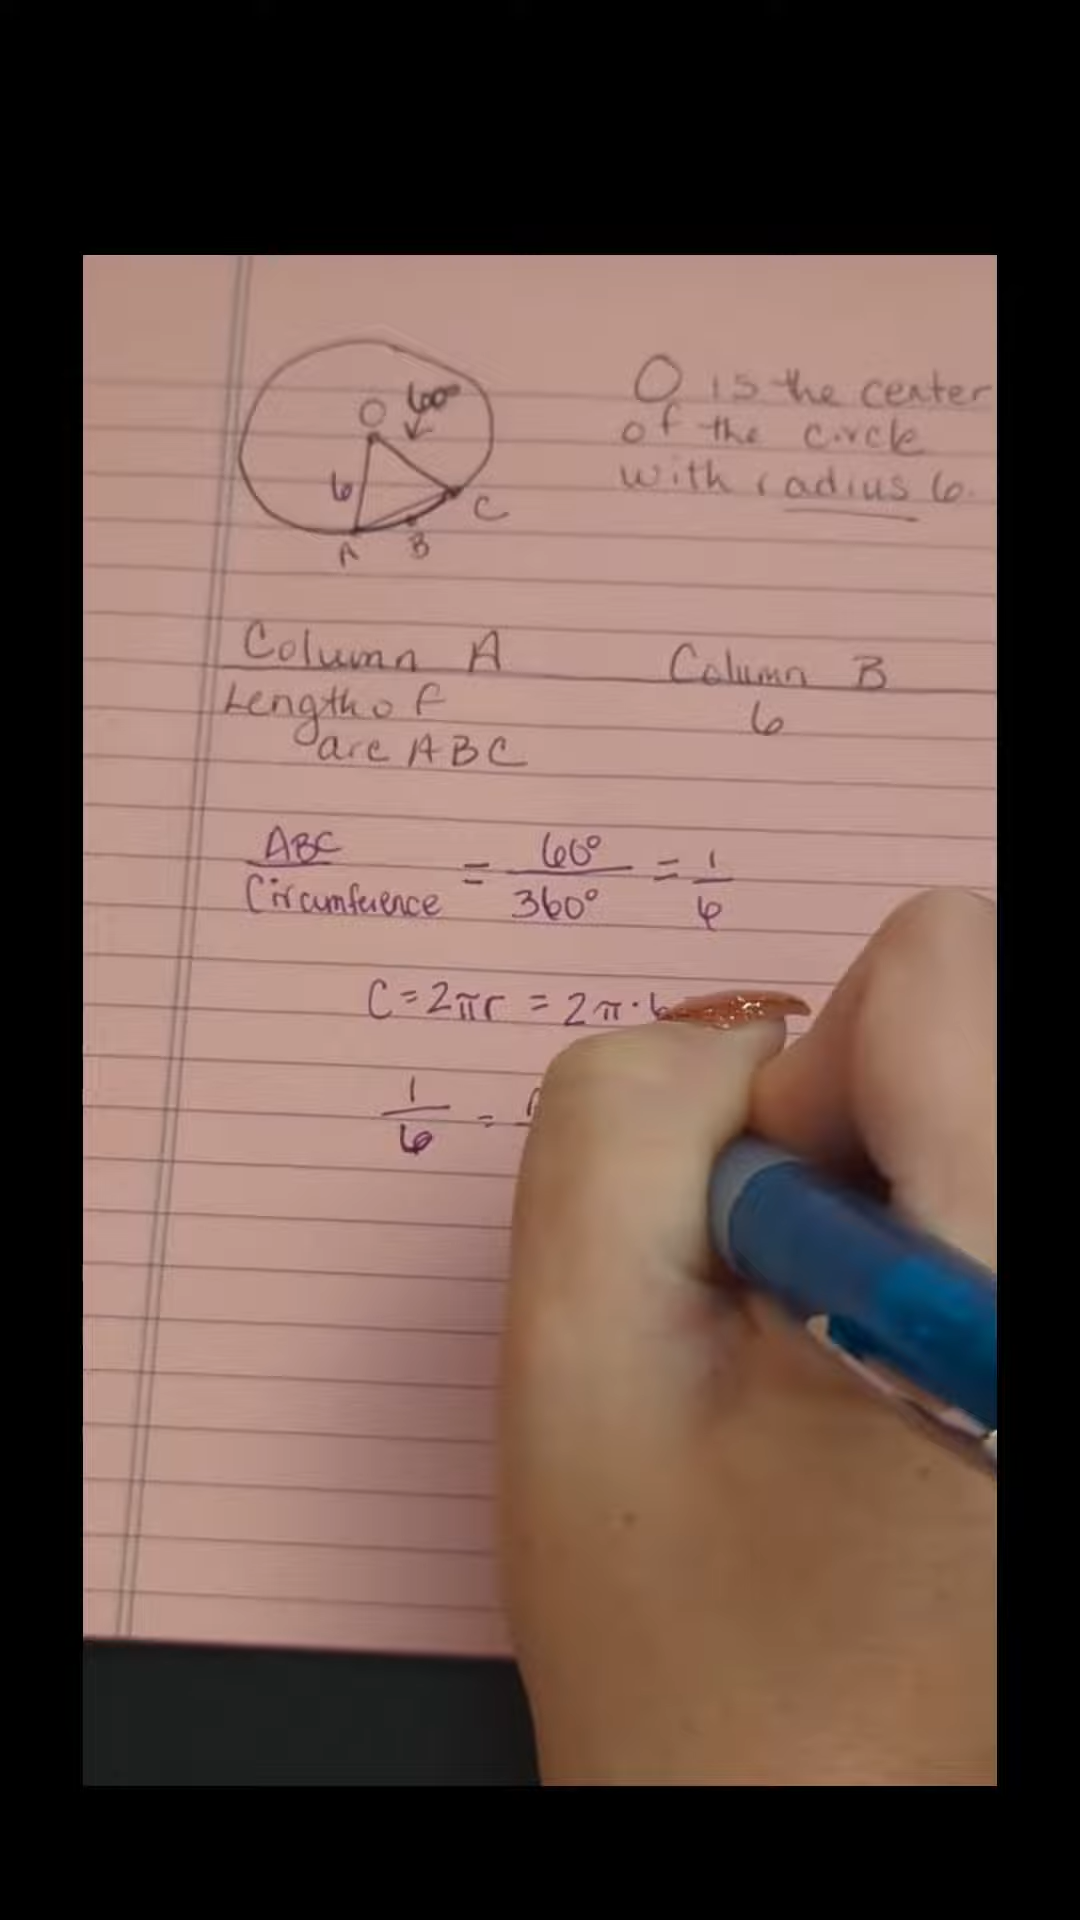 O 60°
6
C
A B
O is the center
of the circle
with radius 6.
Column A Column B
Length of 6
arc ABC
ABC / Circumference = 60° / 360° = 1 / 6
C = 2πr = 2π · 6
1 / 6 =